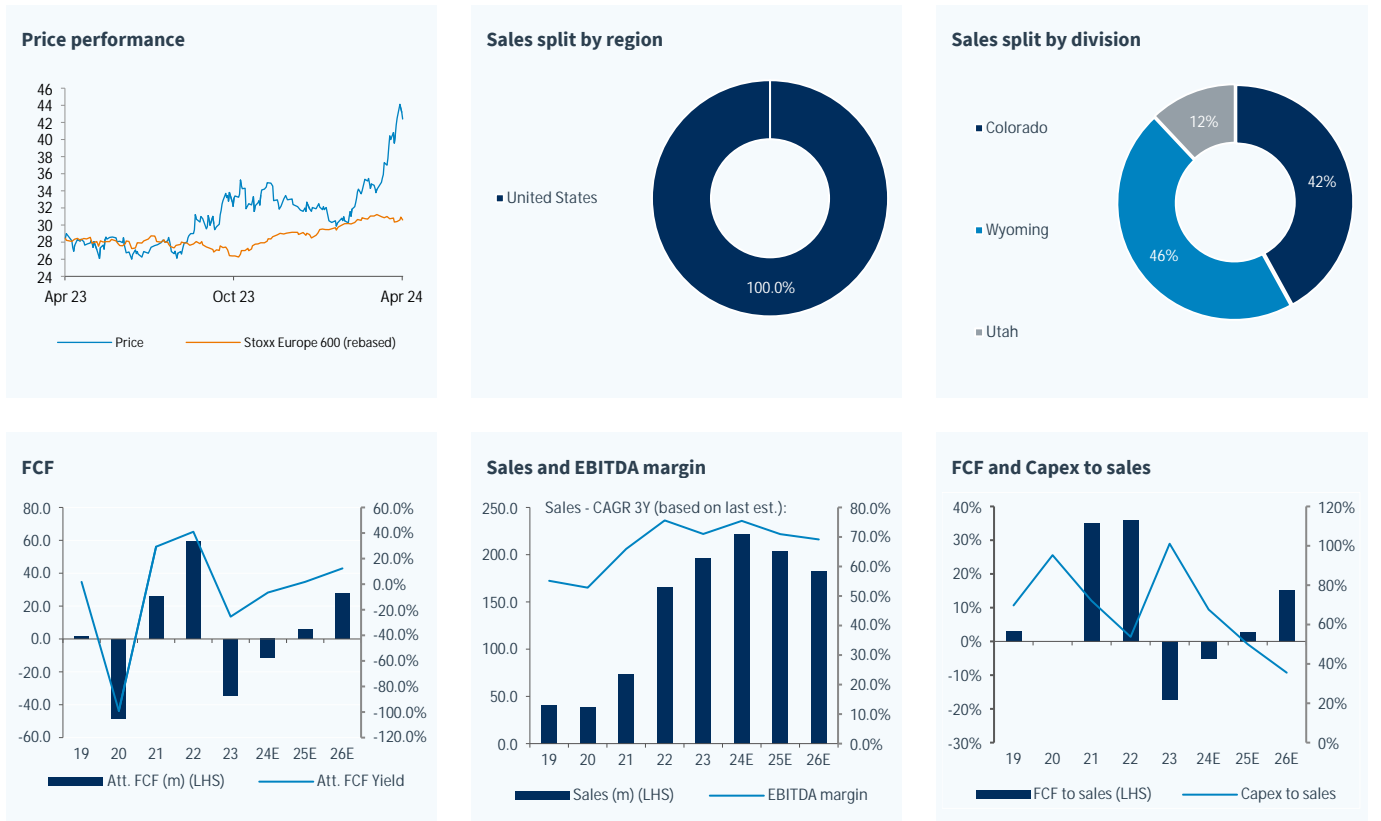 Price performance
46
44
42
40
38
36
34
32
30
28
26
24
Apr 23
Oct 23
Apr 24
Price
Stoxx Europe 600 (rebased)
Sales split by region
United States
100.0%
Sales split by division
Colorado
Wyoming
Utah
12%
42%
46%
FCF
80.0
60.0
40.0
20.0
0.0
-20.0
-40.0
-60.0
60.0%
40.0%
20.0%
0.0%
-20.0%
-40.0%
-60.0%
-80.0%
-100.0%
-120.0%
19 20 21 22 23 24E 25E 26E
Att. FCF (m) (LHS)
Att. FCF Yield
Sales and EBITDA margin
Sales - CAGR 3Y (based on last est.):
250.0
200.0
150.0
100.0
50.0
0.0
80.0%
70.0%
60.0%
50.0%
40.0%
30.0%
20.0%
10.0%
0.0%
19 20 21 22 23 24E 25E 26E
Sales (m) (LHS)
EBITDA margin
FCF and Capex to sales
40%
30%
20%
10%
0%
-10%
-20%
-30%
120%
100%
80%
60%
40%
20%
0%
19 20 21 22 23 24E 25E 26E
FCF to sales (LHS)
Capex to sales